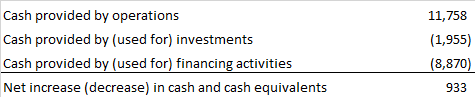 Cash provided by operations 11,758
Cash provided by (used for) investments (1,955)
Cash provided by (used for) financing activities (8,870)
Net increase (decrease) in cash and cash equivalents 933